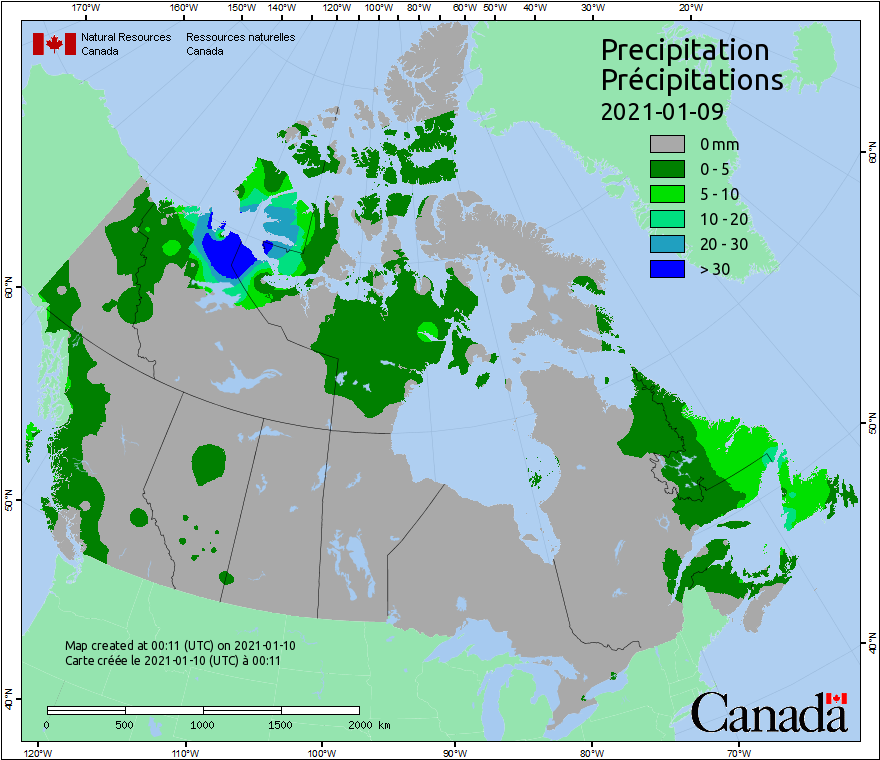 170°W 160°W 150°W 140°W 120°W 100°W 80°W 60°W 50°W 40°W 30°W 20°W
Natural Resources Ressources naturelles
Canada Canada
Precipitation
Précipitations
2021-01-09
0 mm
0 - 5
5 - 10
10 - 20
20 - 30
> 30
60°N
50°N
40°N
60°N
50°N
40°N
Map created at 00:11 (UTC) on 2021-01-10
Carte créée le 2021-01-10 (UTC) à 00:11
0 500 1000 1500 2000 km
Canada
120°W 110°W 100°W 90°W 80°W 70°W